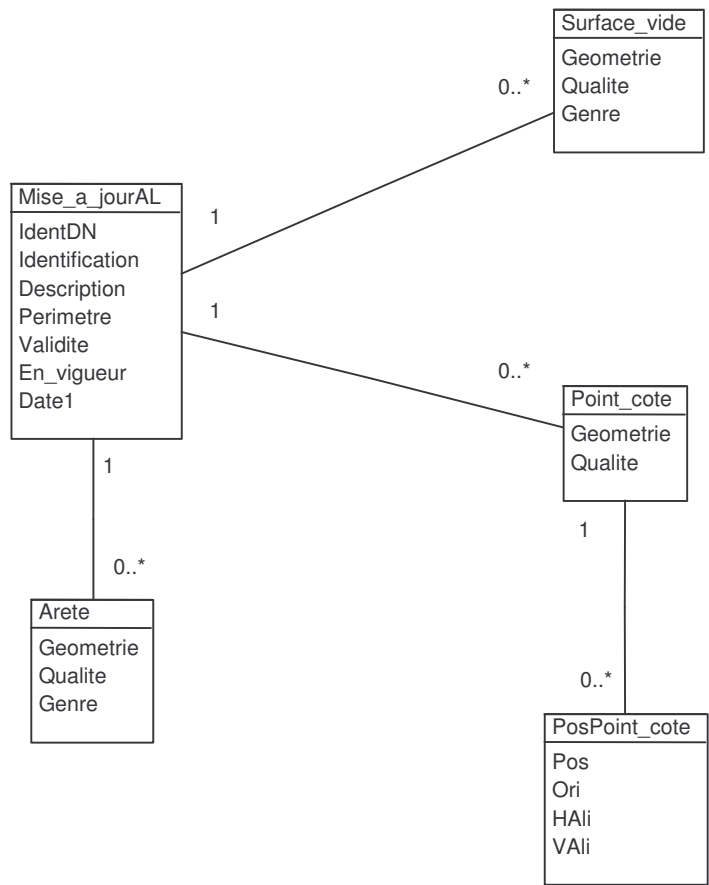 Surface_vide
Geometrie
Qualite
Genre
0..*
Mise_a_jourAL
IdentDN
Identification
Description
Perimetre
Validite
En_vigueur
Date1
1
1
0..*
Point_cote
Geometrie
Qualite
1
0..*
Arete
Geometrie
Qualite
Genre
1
0..*
PosPoint_cote
Pos
Ori
HAli
VAli